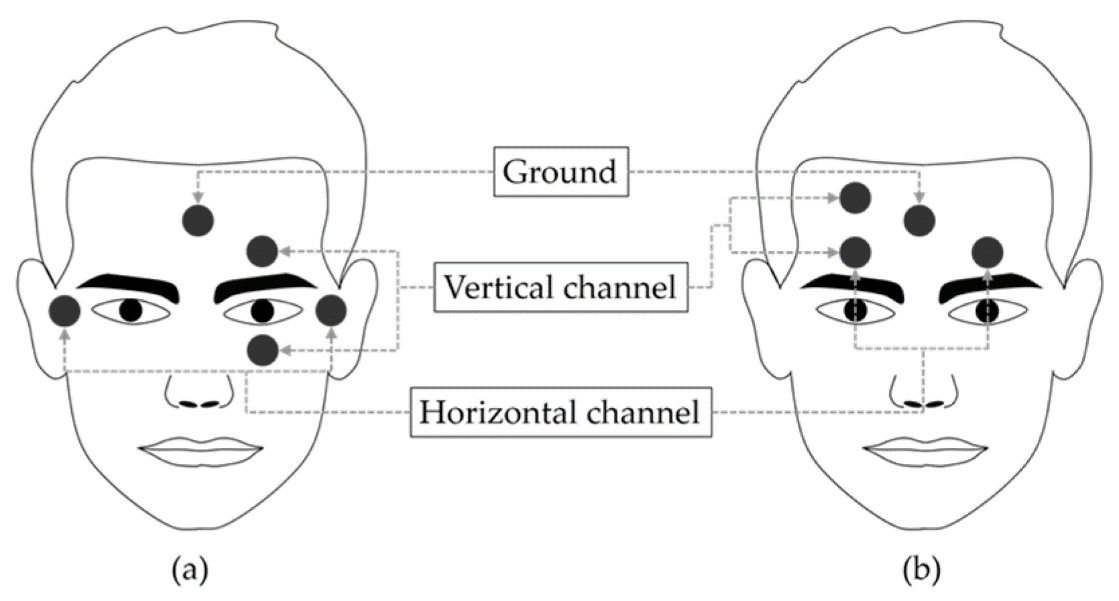 Ground
Vertical channel
Horizontal channel
(a)
(b)